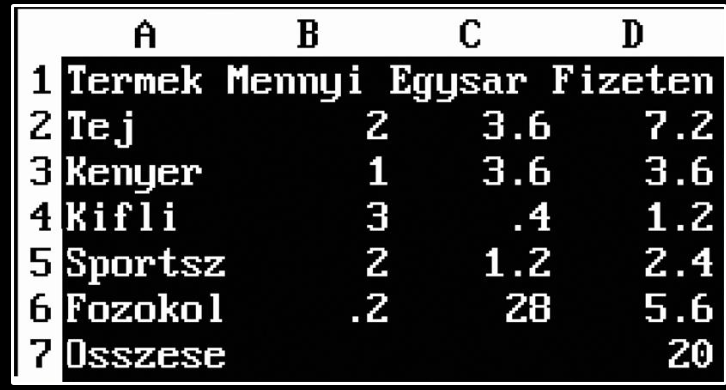 A B C D
1 Termek Mennyi Egysar Fizeten
2 Tej 2 3.6 7.2
3 Kenyer 1 3.6 3.6
4 Kifli 3 .4 1.2
5 Sportsz 2 1.2 2.4
6 Fozokol .2 28 5.6
7 Osszese 20